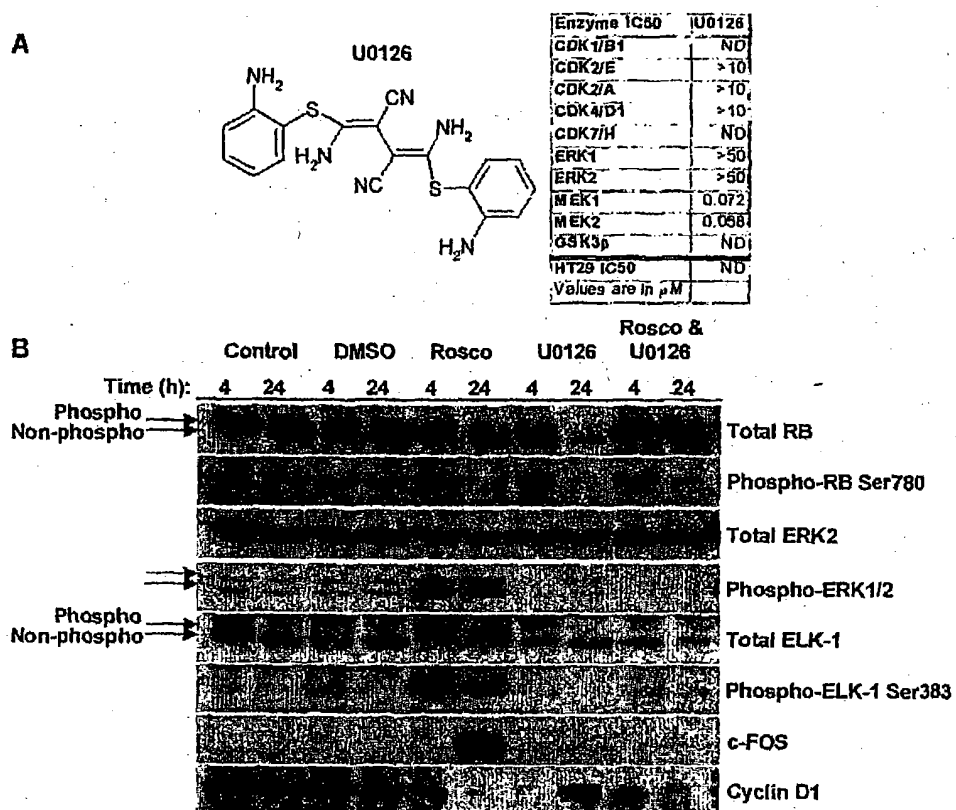 A
U0126
NH2
S
CN
NH2
H2N
NC
S
H2N
Enzyme IC50 U0126
CDK1/B1 ND
CDK2/E >10
CDK2/A >10
CDK4/D1 >10
CDK7/H ND
ERK1 >50
ERK2 >50
MEK1 0.072
MEK2 0.058
GSK3β ND
HT29 IC50 ND
Values are in µM
B
Control DMSO Rosco U0126 Rosco & U0126
Time (h): 4 24 4 24 4 24 4 24 4 24
Phospho
Non-phospho
Total RB
Phospho-RB Ser780
Total ERK2
Phospho-ERK1/2
Phospho
Non-phospho
Total ELK-1
Phospho-ELK-1 Ser383
c-FOS
Cyclin D1